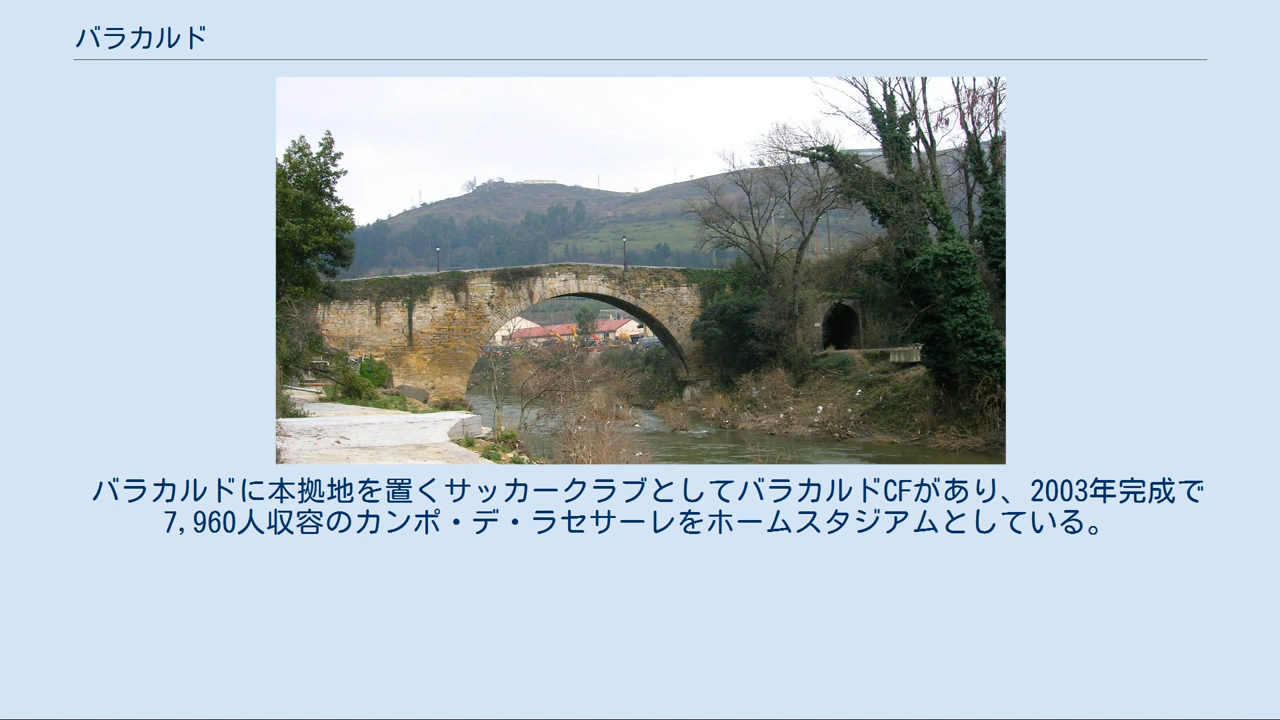 バラカルド
バラカルドに本拠地を置くサッカークラブとしてバラカルドCFがあり、2003年完成で
7,960人収容のカンポ・デ・ラセサーレをホームスタジアムとしている。